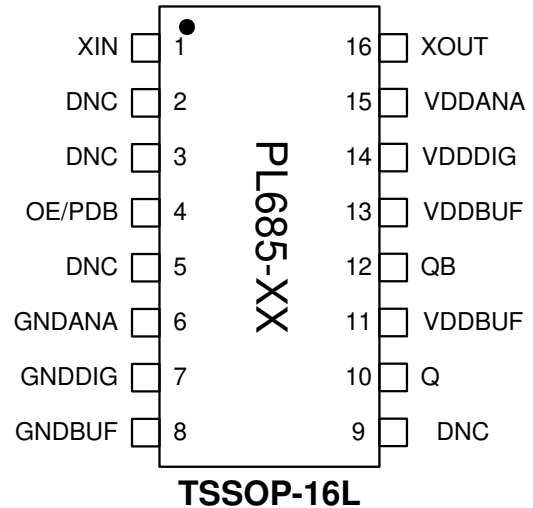 XIN 1 16 XOUT
DNC 2 15 VDDANA
DNC 3 14 VDDDIG
OE/PDB 4 13 VDDBUF
DNC 5 12 QB
GNDANA 6 11 VDDBUF
GNDDIG 7 10 Q
GNDBUF 8 9 DNC
PL685-XX
TSSOP-16L